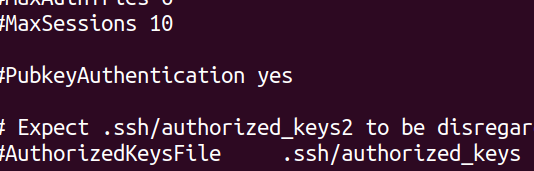 #MaxSessions 10
#PubkeyAuthentication yes
# Expect .ssh/authorized_keys2 to be disregar
#AuthorizedKeysFile .ssh/authorized_keys